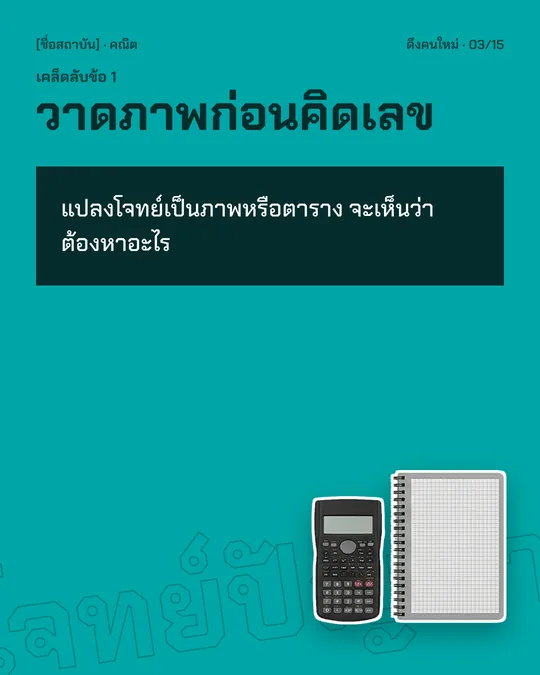 [ชื่อสถาบัน] · คณิต
ดึงคนใหม่ · 03/15
เคล็ดลับข้อ 1
วาดภาพก่อนคิดเลข
แปลงโจทย์เป็นภาพหรือตาราง จะเห็นว่า
ต้องหาอะไร